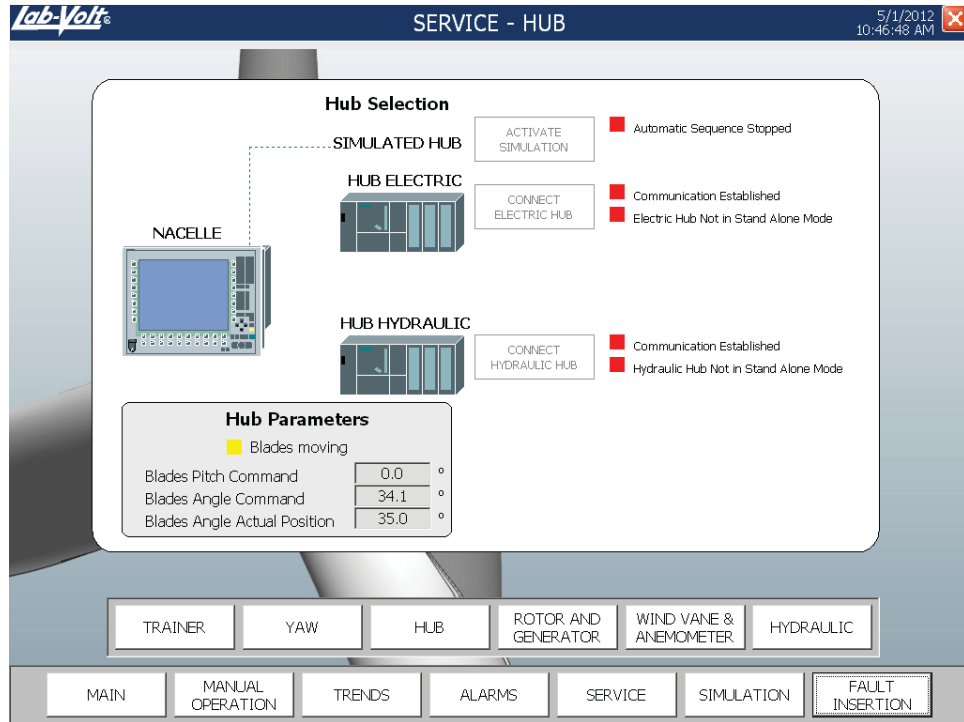 Lab-Volt®
SERVICE - HUB
5/1/2012
10:46:48 AM
Hub Selection
SIMULATED HUB
ACTIVATE
SIMULATION
Automatic Sequence Stopped
HUB ELECTRIC
CONNECT
ELECTRIC HUB
Communication Established
Electric Hub Not in Stand Alone Mode
NACELLE
HUB HYDRAULIC
CONNECT
HYDRAULIC HUB
Communication Established
Hydraulic Hub Not in Stand Alone Mode
Hub Parameters
Blades moving
Blades Pitch Command 0.0 °
Blades Angle Command 34.1 °
Blades Angle Actual Position 35.0 °
TRAINER
YAW
HUB
ROTOR AND
GENERATOR
WIND VANE &
ANEMOMETER
HYDRAULIC
MAIN
MANUAL
OPERATION
TRENDS
ALARMS
SERVICE
SIMULATION
FAULT
INSERTION